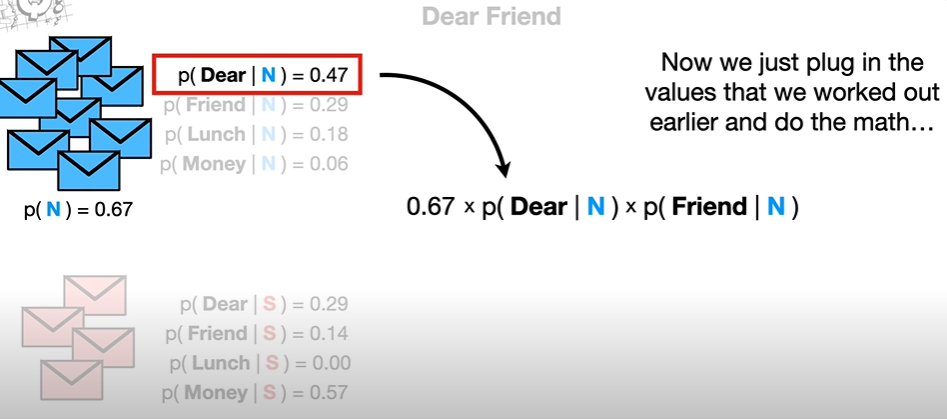 Dear Friend
p( Dear | N ) = 0.47
p( Friend | N ) = 0.29
p( Lunch | N ) = 0.18
p( Money | N ) = 0.06
p( N ) = 0.67
Now we just plug in the
values that we worked out
earlier and do the math…
0.67 × p( Dear | N ) × p( Friend | N )
p( Dear | S ) = 0.29
p( Friend | S ) = 0.14
p( Lunch | S ) = 0.00
p( Money | S ) = 0.57